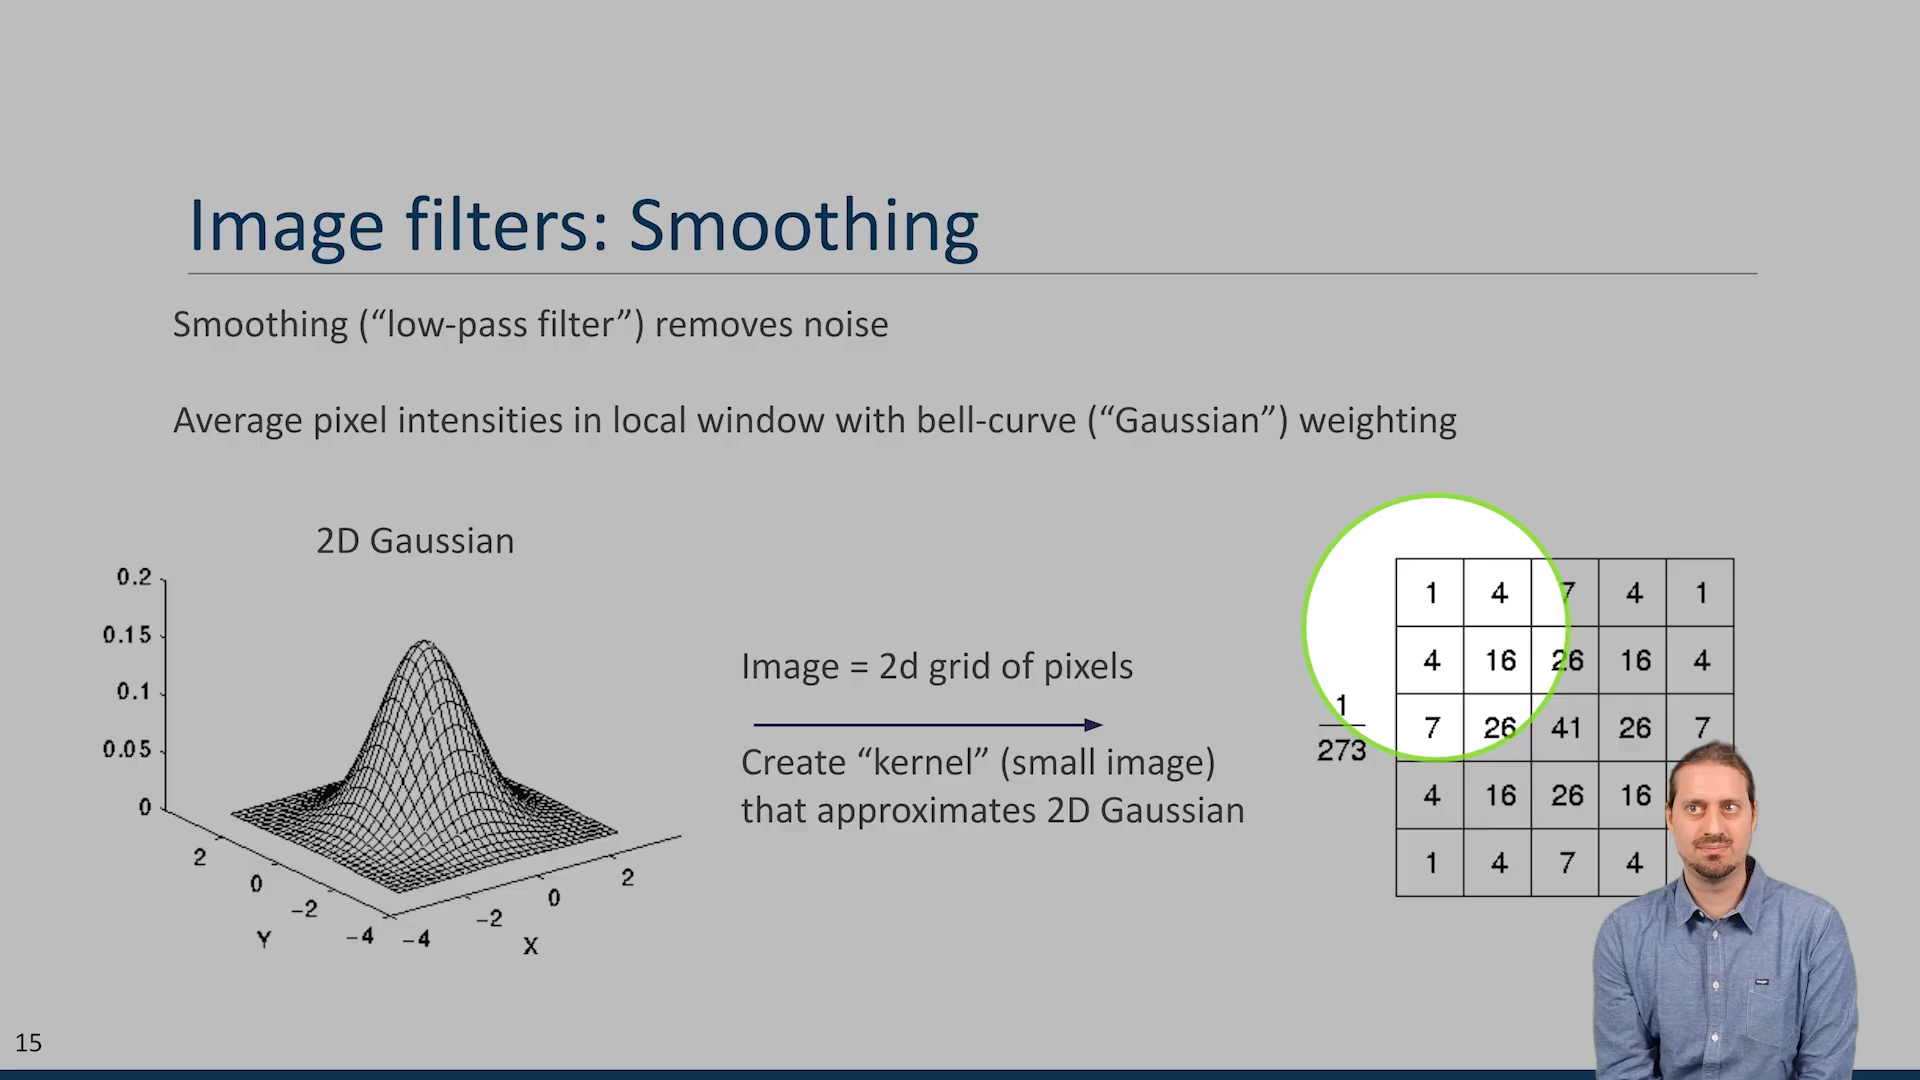 Image filters: Smoothing
Smoothing (“low-pass filter”) removes noise
Average pixel intensities in local window with bell-curve (“Gaussian”) weighting
2D Gaussian
0.2
0.15
0.1
0.05
0
2
0
−2
−4
Y
−4
−2
0
2
X
Image = 2d grid of pixels
Create “kernel” (small image)
that approximates 2D Gaussian
1
273
1 4 7 4 1
4 16 26 16 4
7 26 41 26 7
4 16 26 16
1 4 7 4
15